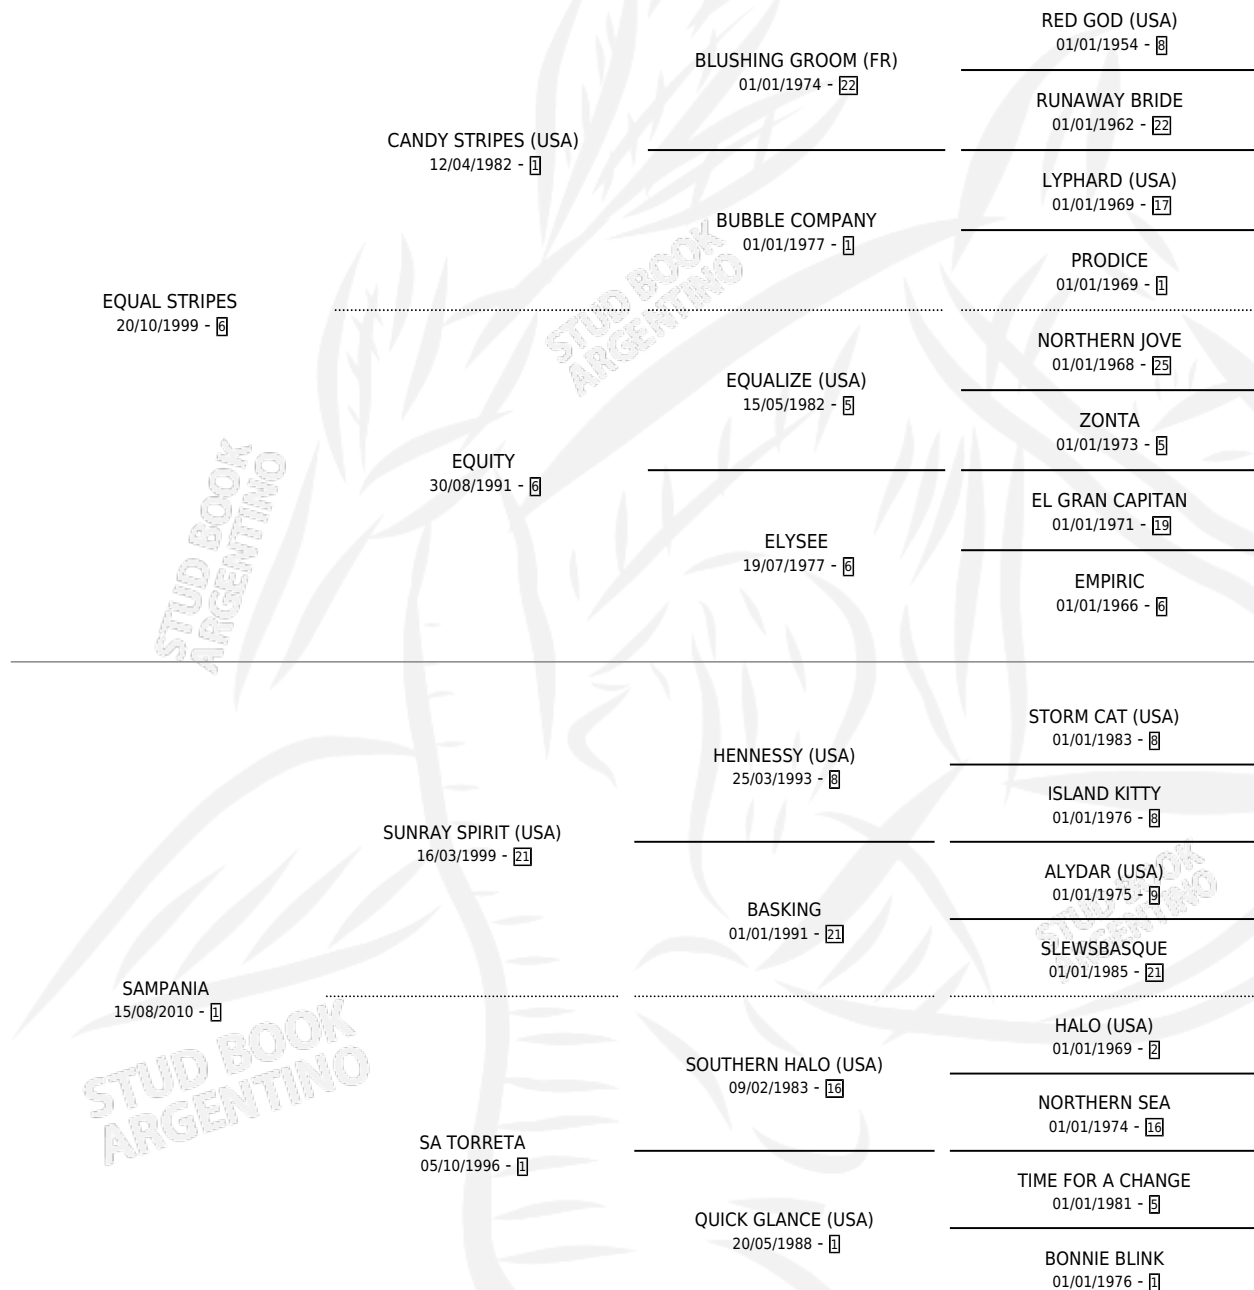 RED GOD (USA)
01/01/1954 - 8
BLUSHING GROOM (FR)
01/01/1974 - 22
RUNAWAY BRIDE
01/01/1962 - 22
CANDY STRIPES (USA)
12/04/1982 - 1
LYPHARD (USA)
01/01/1969 - 17
BUBBLE COMPANY
01/01/1977 - 1
PRODICE
01/01/1969 - 1
EQUAL STRIPES
20/10/1999 - 6
NORTHERN JOVE
01/01/1968 - 25
EQUALIZE (USA)
15/05/1982 - 5
ZONTA
01/01/1973 - 5
EQUITY
30/08/1991 - 6
EL GRAN CAPITAN
01/01/1971 - 19
ELYSEE
19/07/1977 - 6
EMPIRIC
01/01/1966 - 6
STORM CAT (USA)
01/01/1983 - 8
HENNESSY (USA)
25/03/1993 - 8
ISLAND KITTY
01/01/1976 - 8
SUNRAY SPIRIT (USA)
16/03/1999 - 21
ALYDAR (USA)
01/01/1975 - 9
BASKING
01/01/1991 - 21
SLEWSBASQUE
01/01/1985 - 21
SAMPANIA
15/08/2010 - 1
HALO (USA)
01/01/1969 - 2
SOUTHERN HALO (USA)
09/02/1983 - 16
NORTHERN SEA
01/01/1974 - 16
SA TORRETA
05/10/1996 - 1
TIME FOR A CHANGE
01/01/1981 - 5
QUICK GLANCE (USA)
20/05/1988 - 1
BONNIE BLINK
01/01/1976 - 1
STUD BOOK
ARGENTINO
STUD BOOK
ARGENTINO
STUD BOOK
ARGENTINO
STUD BOOK
ARGENTINO